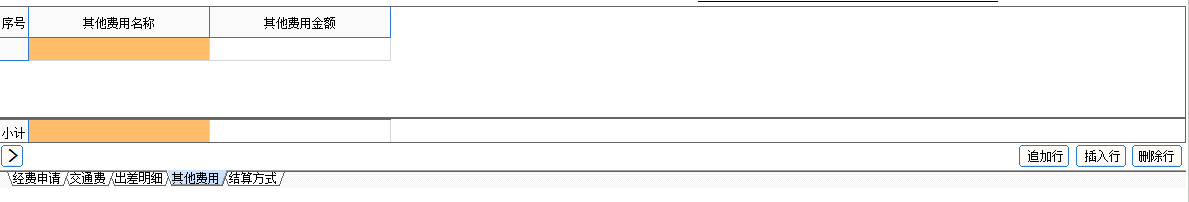 序号 其他费用名称 其他费用金额
小计
> 追加行 插入行 删除行
经费申请 交通费 出差明细 其他费用 结算方式